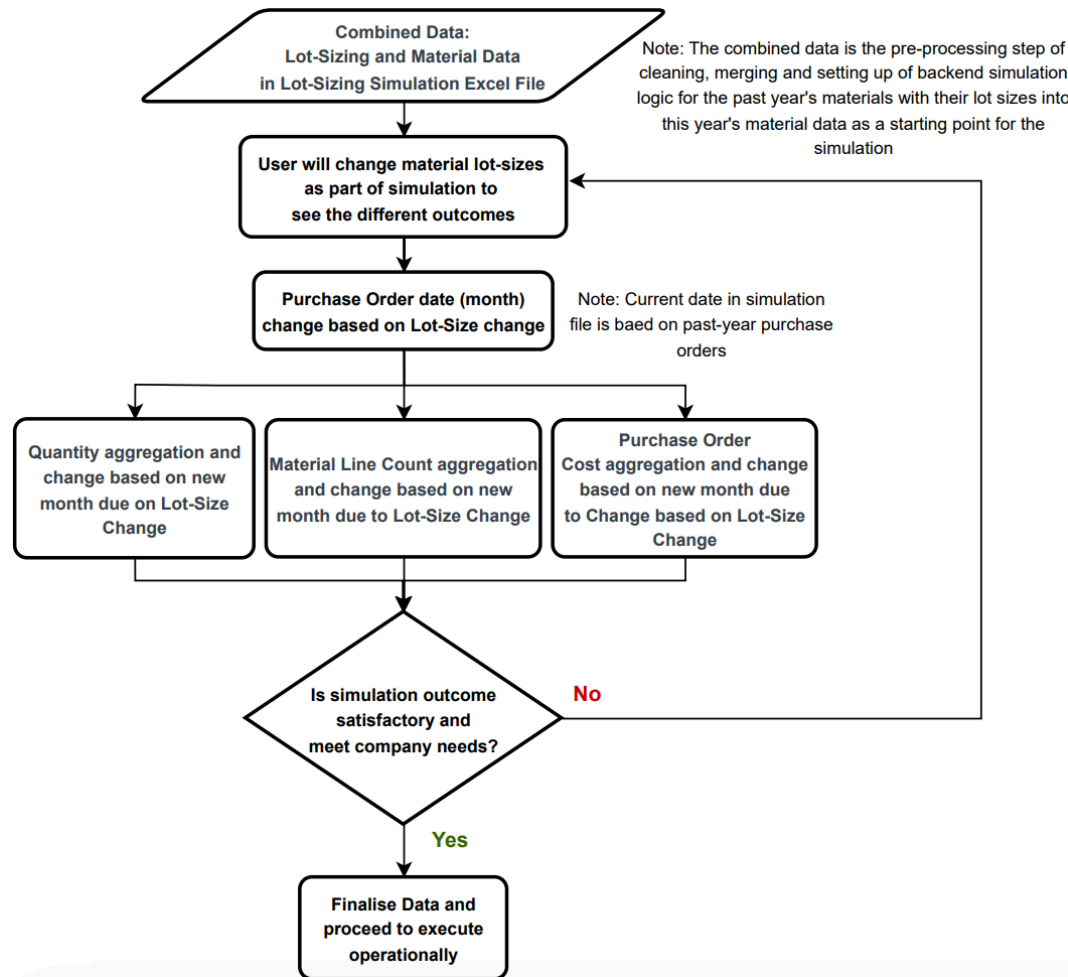 Combined Data:
Lot-Sizing and Material Data
in Lot-Sizing Simulation Excel File
Note: The combined data is the pre-processing step of
cleaning, merging and setting up of backend simulation
logic for the past year's materials with their lot sizes into
this year's material data as a starting point for the
simulation
User will change material lot-sizes
as part of simulation to
see the different outcomes
Purchase Order date (month)
change based on Lot-Size change
Note: Current date in simulation
file is baed on past-year purchase
orders
Quantity aggregation and
change based on new
month due on Lot-Size
Change
Material Line Count aggregation
and change based on new
month due to Lot-Size Change
Purchase Order
Cost aggregation and change
based on new month due
to Change based on Lot-Size
Change
Is simulation outcome
satisfactory and
meet company needs?
No
Yes
Finalise Data and
proceed to execute
operationally